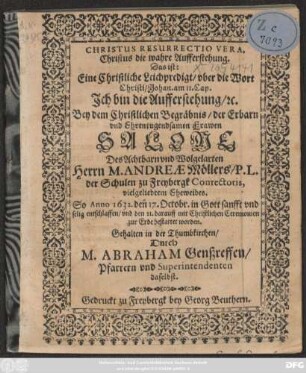 Z c
7093
CHRISTUS RESURRECTIO VERA,
Christus die wahre Aufferstehung.
Das ist:
Eine Christliche Leichpredigt/ vber die Wort
Christi/ Johan. am 11. Cap.
Ich bin die Aufferstehung/ ꝛc.
Bey dem Christlichen Begräbnis/ der Erbarn
vnd Ehrentugendsamen Frawen
SALOME,
Des Achtbarn vnd Wolgelarten
Herrn M. ANDREÆ Möllers/ P. L.
der Schulen zu Freybergk Conrectoris,
vielgeliebten Eheweibes.
So Anno 1632. den 17. Octobr. in Gott sanfft vnd
selig entschlaffen/ vnd den 21. darauff mit Christlichen Ceremonien
zur Erde bestattet worden.
Gehalten in der Thumbkirchen/
Durch
M. ABRAHAM Genßreffen/
Pfarrern vnd Superintendenten
daselbst.
Gedruckt zu Freybergk bey Georg Beuthern.